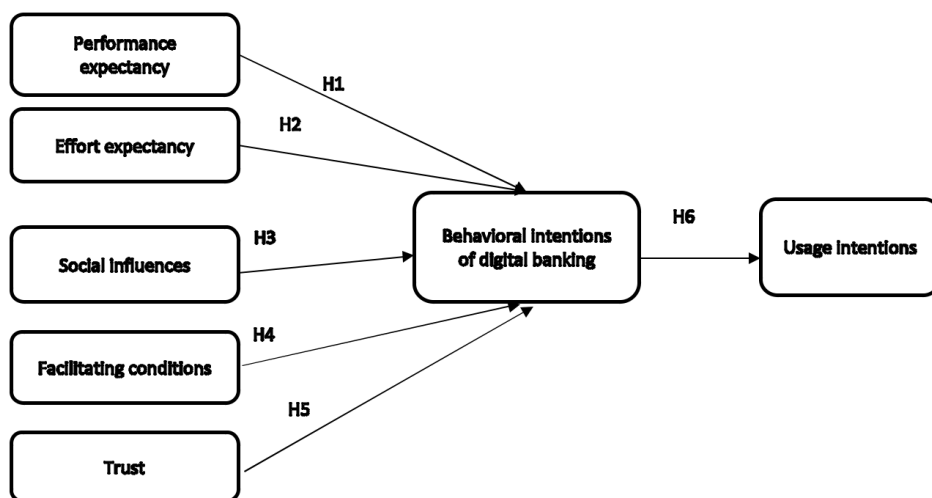 Performance
expectancy
H1
H2
Effort expectancy
H3
Social influences
Behavioral intentions
of digital banking
H6
Usage intentions
H4
Facilitating conditions
H5
Trust